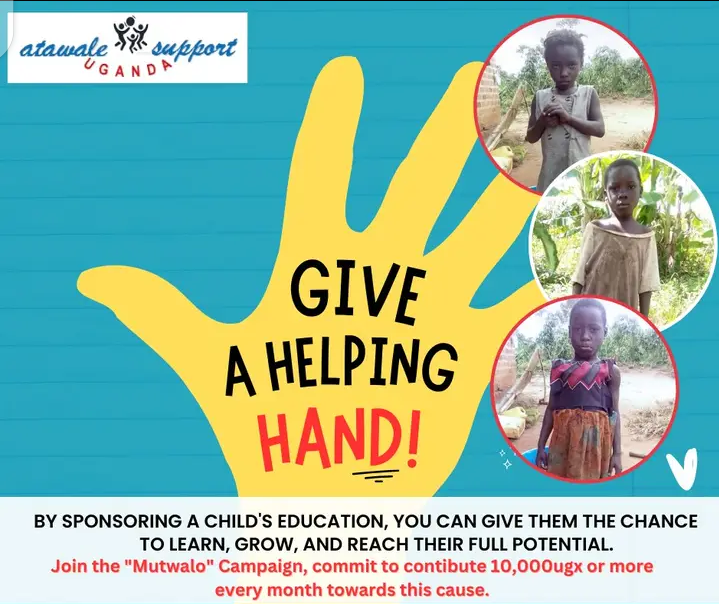 atawale support
UGANDA
GIVE
A HELPING
HAND!
BY SPONSORING A CHILD'S EDUCATION, YOU CAN GIVE THEM THE CHANCE
TO LEARN, GROW, AND REACH THEIR FULL POTENTIAL.
Join the "Mutwalo" Campaign, commit to contibute 10,000ugx or more
every month towards this cause.